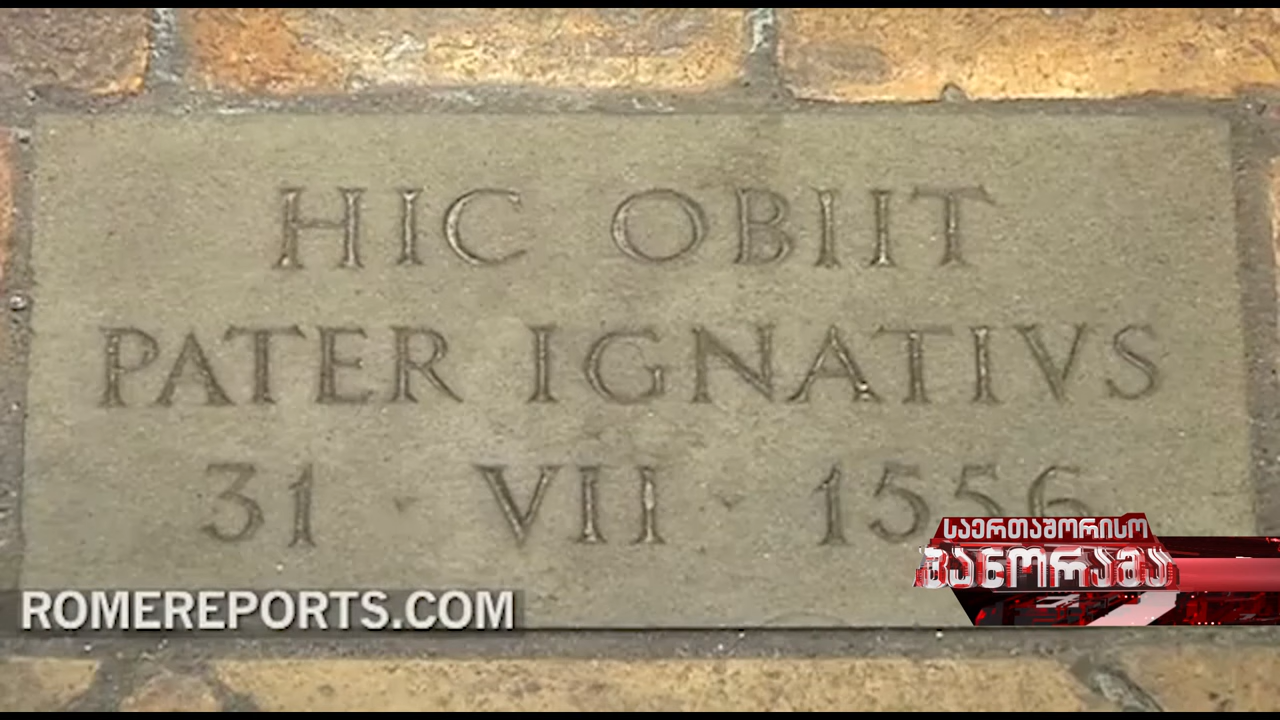 HIC OBIIT
PATER IGNATIVS
31 · VII · 1556
ROMEREPORTS.COM
საერთაშორისო
პანორამა